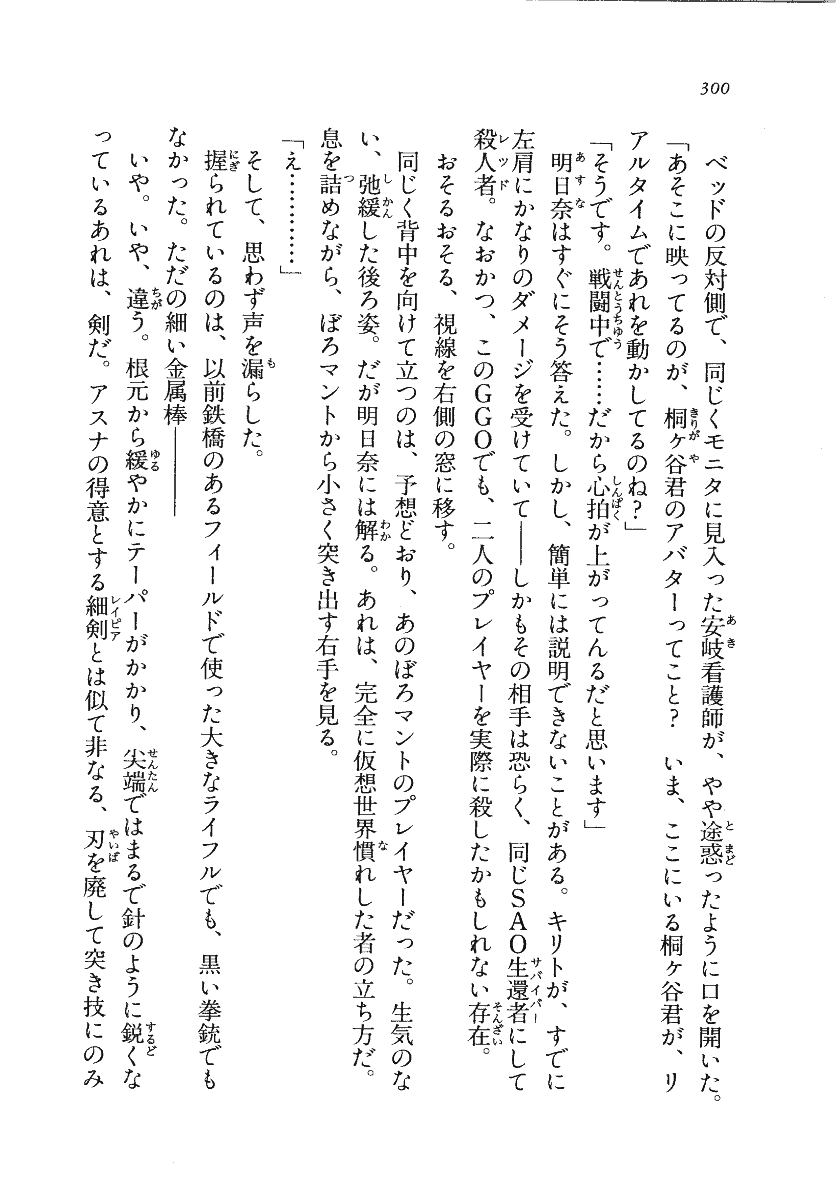 300
ベッドの反対側で、同じくモニタに見入った安岐看護師が、やや途惑ったように口を開いた。
「あそこに映ってるのが、桐ヶ谷君のアバターってこと？　いま、ここにいる桐ヶ谷君が、リ
アルタイムであれを動かしてるのね？」
「そうです。戦闘中で……だから心拍が上がってんるだと思います」
明日奈はすぐにそう答えた。しかし、簡単には説明できないことがある。キリトが、すでに
左肩にかなりのダメージを受けていて――しかもその相手は恐らく、同じSAO生還者にして
殺人者。なおかつ、このGGOでも、二人のプレイヤーを実際に殺したかもしれない存在。
おそるおそる、視線を右側の窓に移す。
同じく背中を向けて立つのは、予想どおり、あのぼろマントのプレイヤーだった。生気のな
い、弛緩した後ろ姿。だが明日奈には解る。あれは、完全に仮想世界慣れした者の立ち方だ。
息を詰めながら、ぼろマントから小さく突き出す右手を見る。
「え…………」
そして、思わず声を漏らした。
握られているのは、以前鉄橋のあるフィールドで使った大きなライフルでも、黒い拳銃でも
なかった。ただの細い金属棒――――
いや。いや、違う。根元から緩やかにテーパーがかかり、尖端ではまるで針のように鋭くな
っているあれは、剣だ。アスナの得意とする細剣とは似て非なる、刃を廃して突き技にのみ